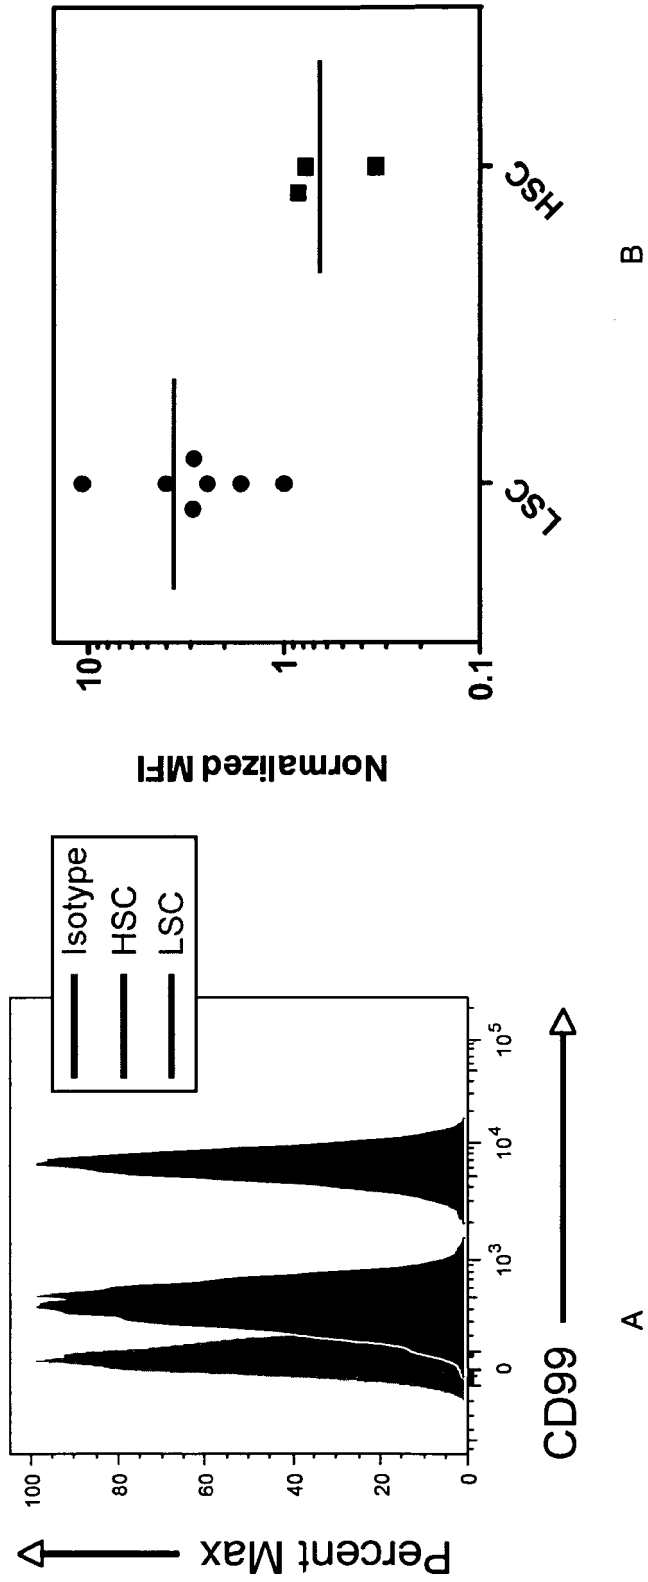 Percent Max
100
80
60
40
20
0
0
10³
10⁴
10⁵
CD99
Isotype
HSC
LSC
A
Normalized MFI
10
1
0.1
LSC
HSC
B